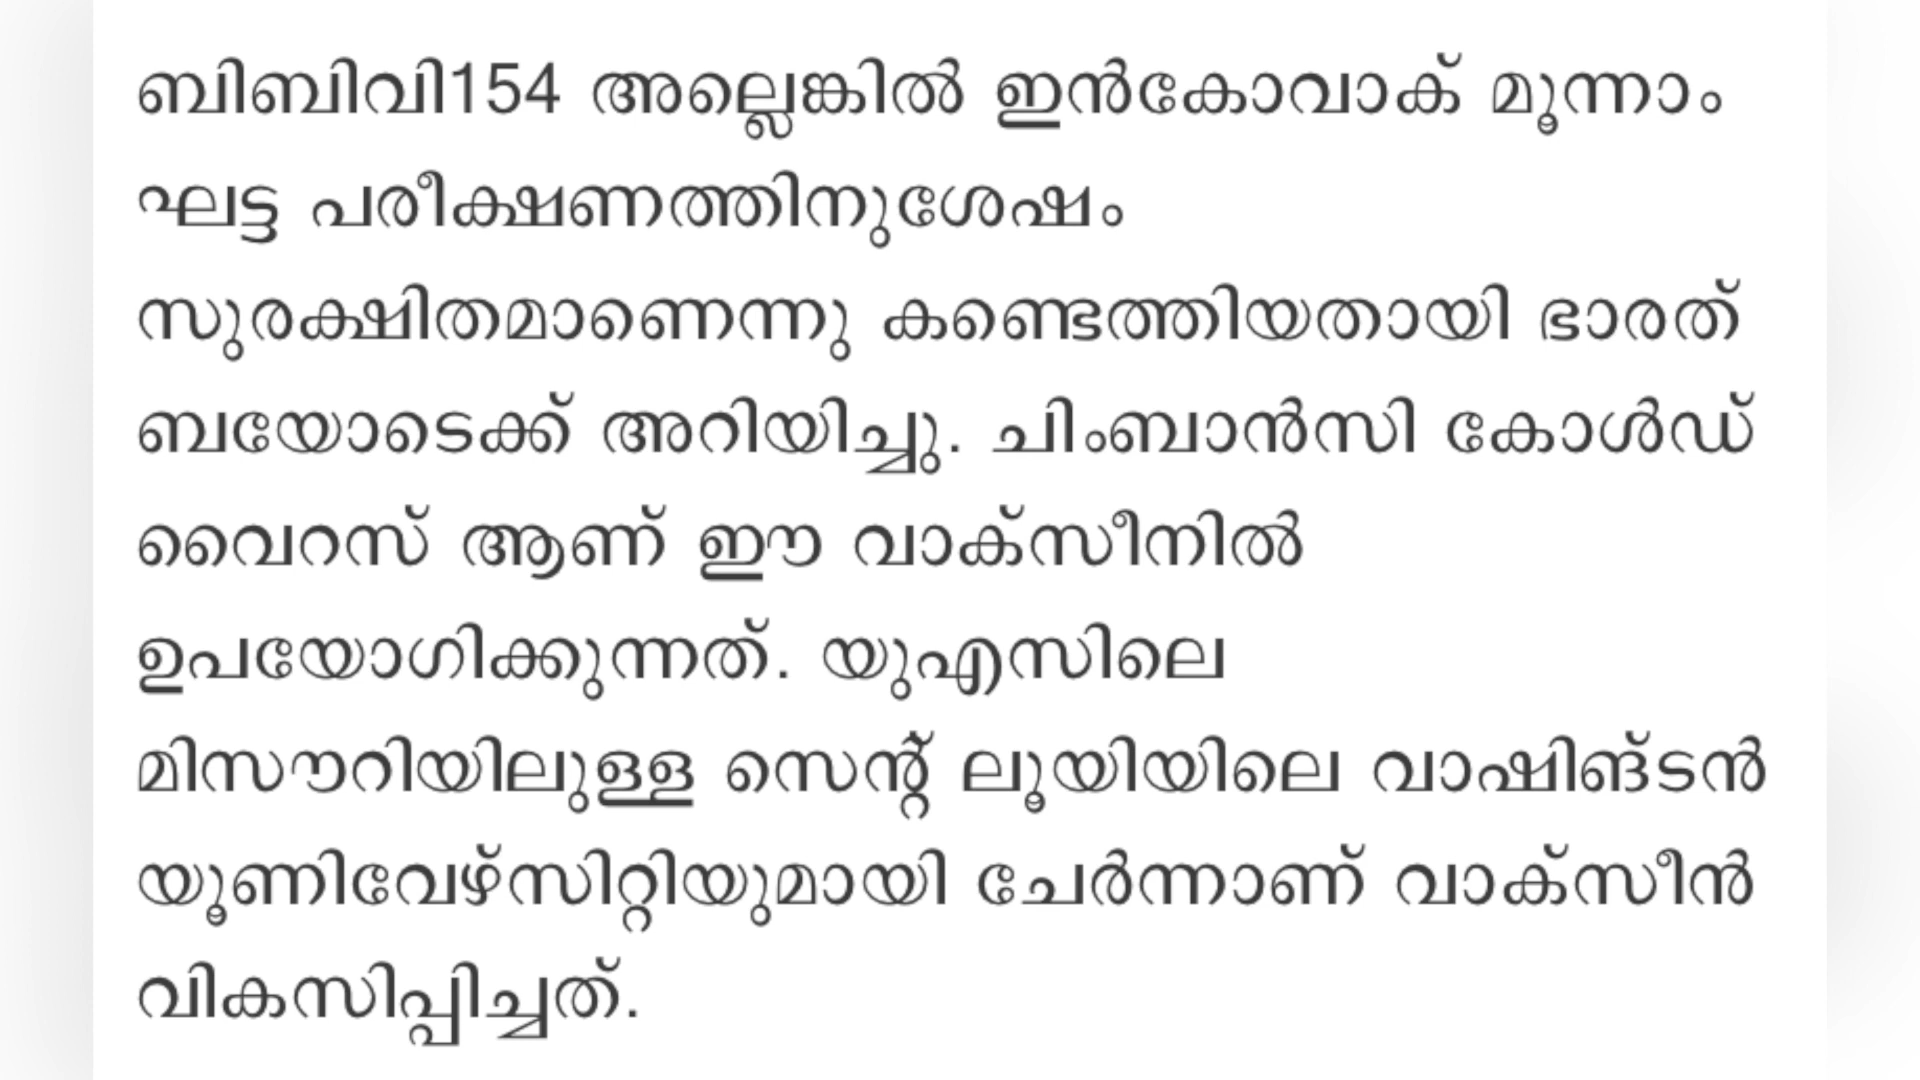 ബിബിവി154 അല്ലെങ്കിൽ ഇൻകോവാക് മൂന്നാം
ഘട്ട പരീക്ഷണത്തിനുശേഷം
സുരക്ഷിതമാണെന്നു കണ്ടെത്തിയതായി ഭാരത്
ബയോടെക്ക് അറിയിച്ചു. ചിംബാൻസി കോൾഡ്
വൈറസ് ആണ് ഈ വാക്സീനിൽ
ഉപയോഗിക്കുന്നത്. യുഎസിലെ
മിസൗറിയിലുള്ള സെന്റ് ലൂയിയിലെ വാഷിങ്ടൻ
യൂണിവേഴ്സിറ്റിയുമായി ചേർന്നാണ് വാക്സീൻ
വികസിപ്പിച്ചത്.